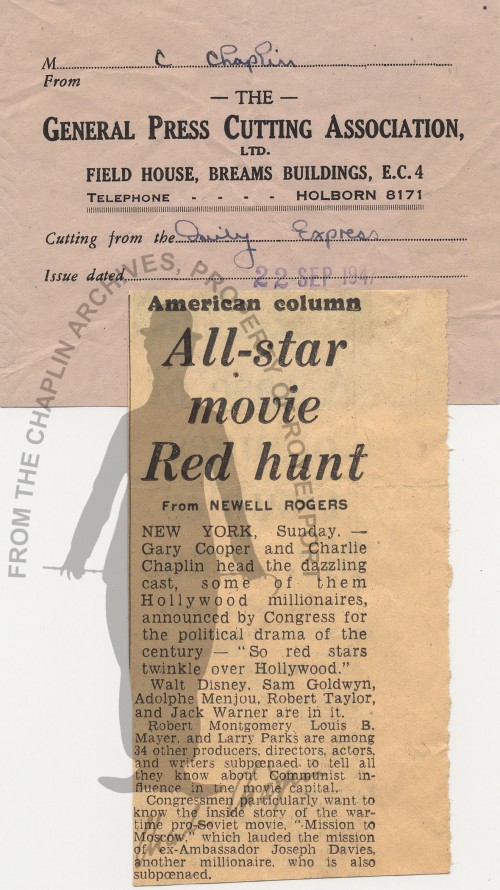 M C Chaplin
From
— THE —
GENERAL PRESS CUTTING ASSOCIATION,
LTD.
FIELD HOUSE, BREAMS BUILDINGS, E.C.4
TELEPHONE - - - - HOLBORN 8171
Cutting from the Daily Express
Issue dated 22 SEP 1947
American column
All-star
movie
Red hunt
From NEWELL ROGERS
NEW YORK, Sunday. —
Gary Cooper and Charlie
Chaplin head the dazzling
cast, some of them
Hollywood millionaires,
announced by Congress for
the political drama of the
century — "So red stars
twinkle over Hollywood."
Walt Disney, Sam Goldwyn,
Adolphe Menjou, Robert Taylor,
and Jack Warner are in it.
Robert Montgomery, Louis B.
Mayer, and Larry Parks are among
34 other producers, directors, actors,
and writers subpœnaed to tell all
they know about Communist in-
fluence in the movie capital.
Congressmen particularly want to
know the inside story of the war-
time pro-Soviet movie, "Mission to
Moscow," which lauded the mission
of ex-Ambassador Joseph Davies,
another millionaire, who is also
subpœnaed.
FROM THE CHAPLIN ARCHIVES, PROPERTY OF ROY EXPORT